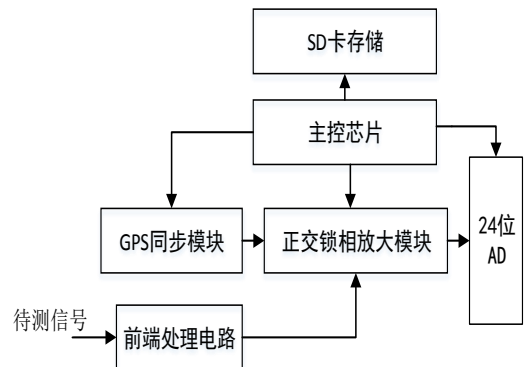 SD卡存储
主控芯片
GPS同步模块
正交锁相放大模块
24位
AD
待测信号
前端处理电路